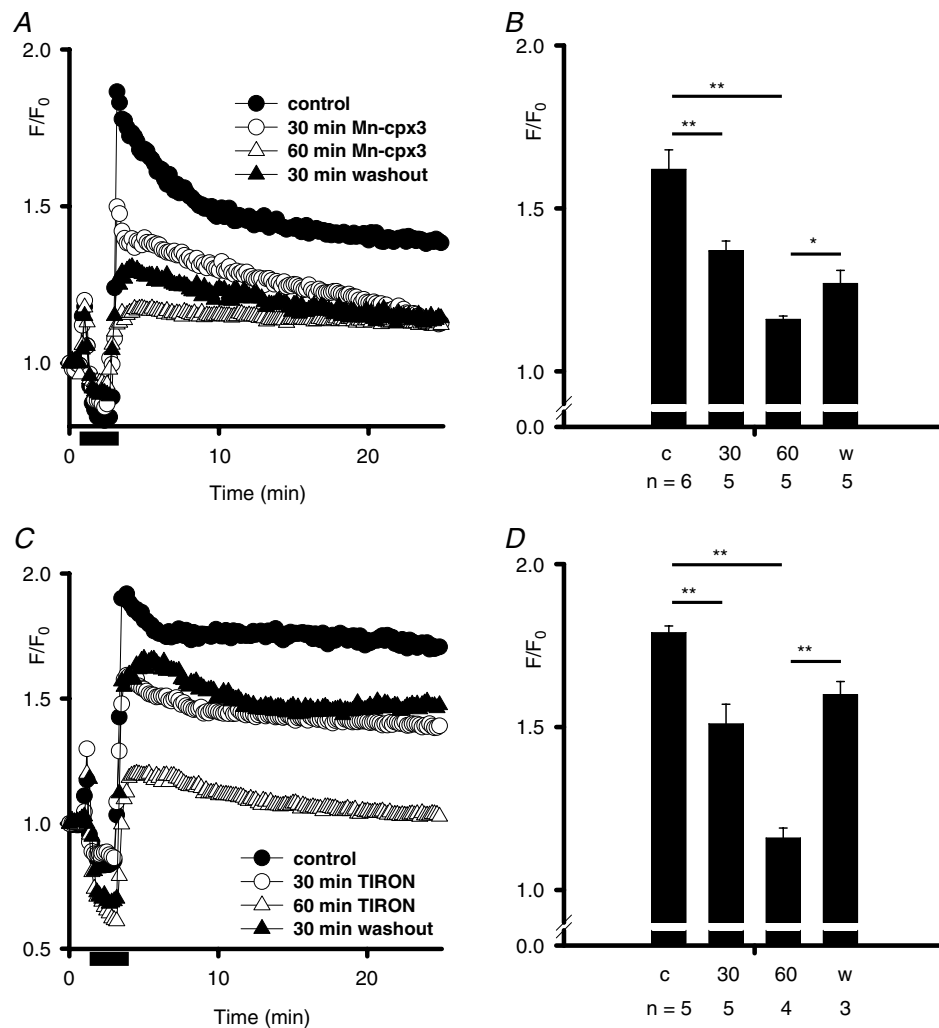 A
2.0
1.5
1.0
F/F0
control
30 min Mn-cpx3
60 min Mn-cpx3
30 min washout
0 10 20
Time (min)
B
2.0
1.5
1.0
0.0
F/F0
**
**
*
c 30 60 w
n = 6 5 5 5
C
2.0
1.5
1.0
0.5
F/F0
control
30 min TIRON
60 min TIRON
30 min washout
0 10 20
Time (min)
D
2.0
1.5
1.0
0.0
F/F0
**
**
**
c 30 60 w
n = 5 5 4 3